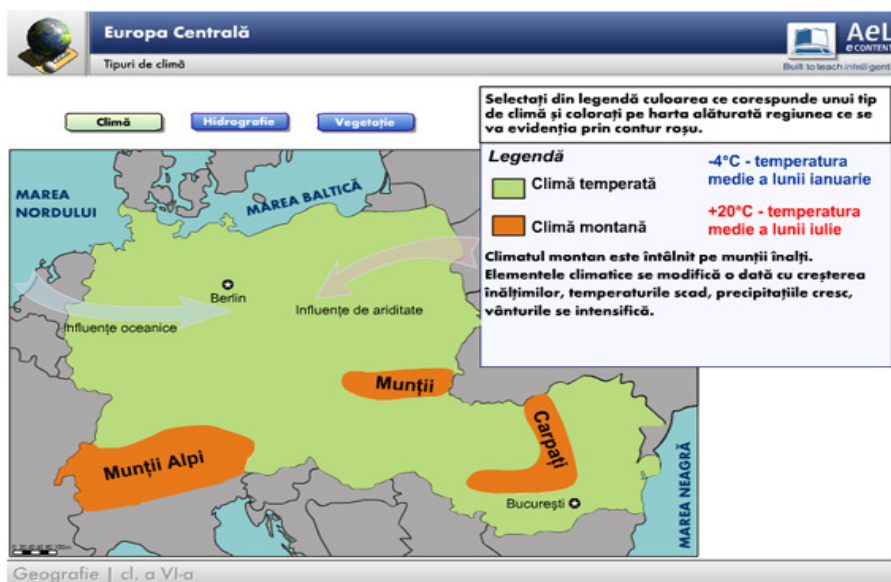 Europa Centrală
Tipuri de climă
AeL
eCONTENT
Built to teach intelligent
Climă
Hidrografie
Vegetație
Selectați din legendă culoarea ce corespunde unui tip
de climă și colorați pe harta alăturată regiunea ce se
va evidenția prin contur roșu.
Legendă
Climă temperată
Climă montană
-4°C - temperatura
medie a lunii ianuarie
+20°C - temperatura
medie a lunii iulie
Climatul montan este întâlnit pe munții înalți.
Elementele climatice se modifică o dată cu creșterea
înălțimilor, temperaturile scad, precipitațiile cresc,
vânturile se intensifică.
MAREA
NORDULUI
MAREA BALTICĂ
Berlin
Influențe oceanice
Influențe de ariditate
Munții
Carpați
Munții Alpi
București
MAREA NEAGRĂ
Geografie | cl. a VI-a